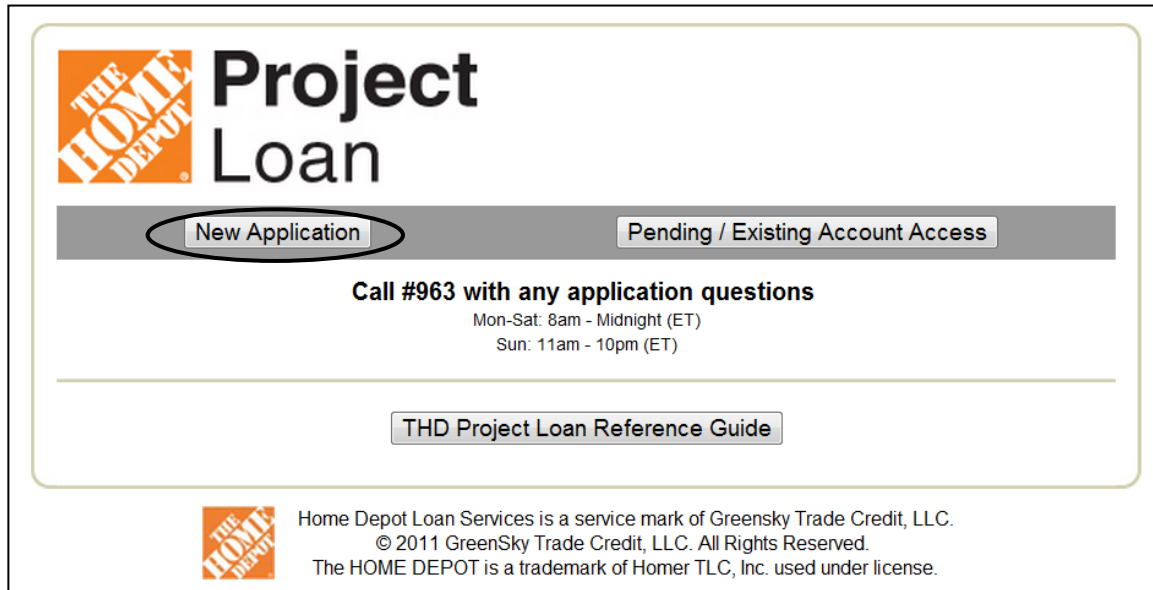 THE
HOME
DEPOT
Project
Loan
New Application
Pending / Existing Account Access
Call #963 with any application questions
Mon-Sat: 8am - Midnight (ET)
Sun: 11am - 10pm (ET)
THD Project Loan Reference Guide
THE
HOME
DEPOT
Home Depot Loan Services is a service mark of Greensky Trade Credit, LLC.
© 2011 GreenSky Trade Credit, LLC. All Rights Reserved.
The HOME DEPOT is a trademark of Homer TLC, Inc. used under license.